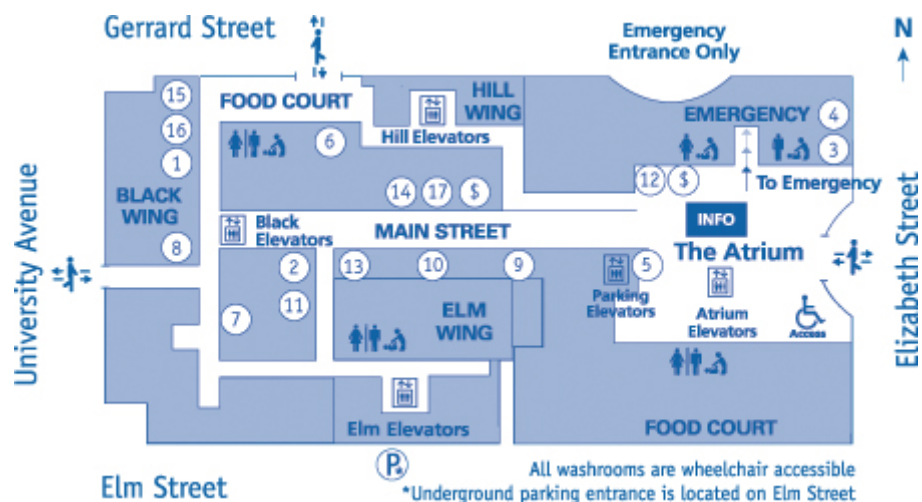 Gerrard Street
Emergency
Entrance Only
N
FOOD COURT
HILL
WING
Hill Elevators
EMERGENCY
15
16
1
4
3
6
BLACK
WING
14
17
$
12
$
To Emergency
8
Black
Elevators
MAIN STREET
INFO
The Atrium
2
13
10
9
5
7
11
Parking
Elevators
ELM
WING
Atrium
Elevators
Access
University Avenue
Elizabeth Street
Elm Elevators
FOOD COURT
P*
Elm Street
All washrooms are wheelchair accessible
*Underground parking entrance is located on Elm Street